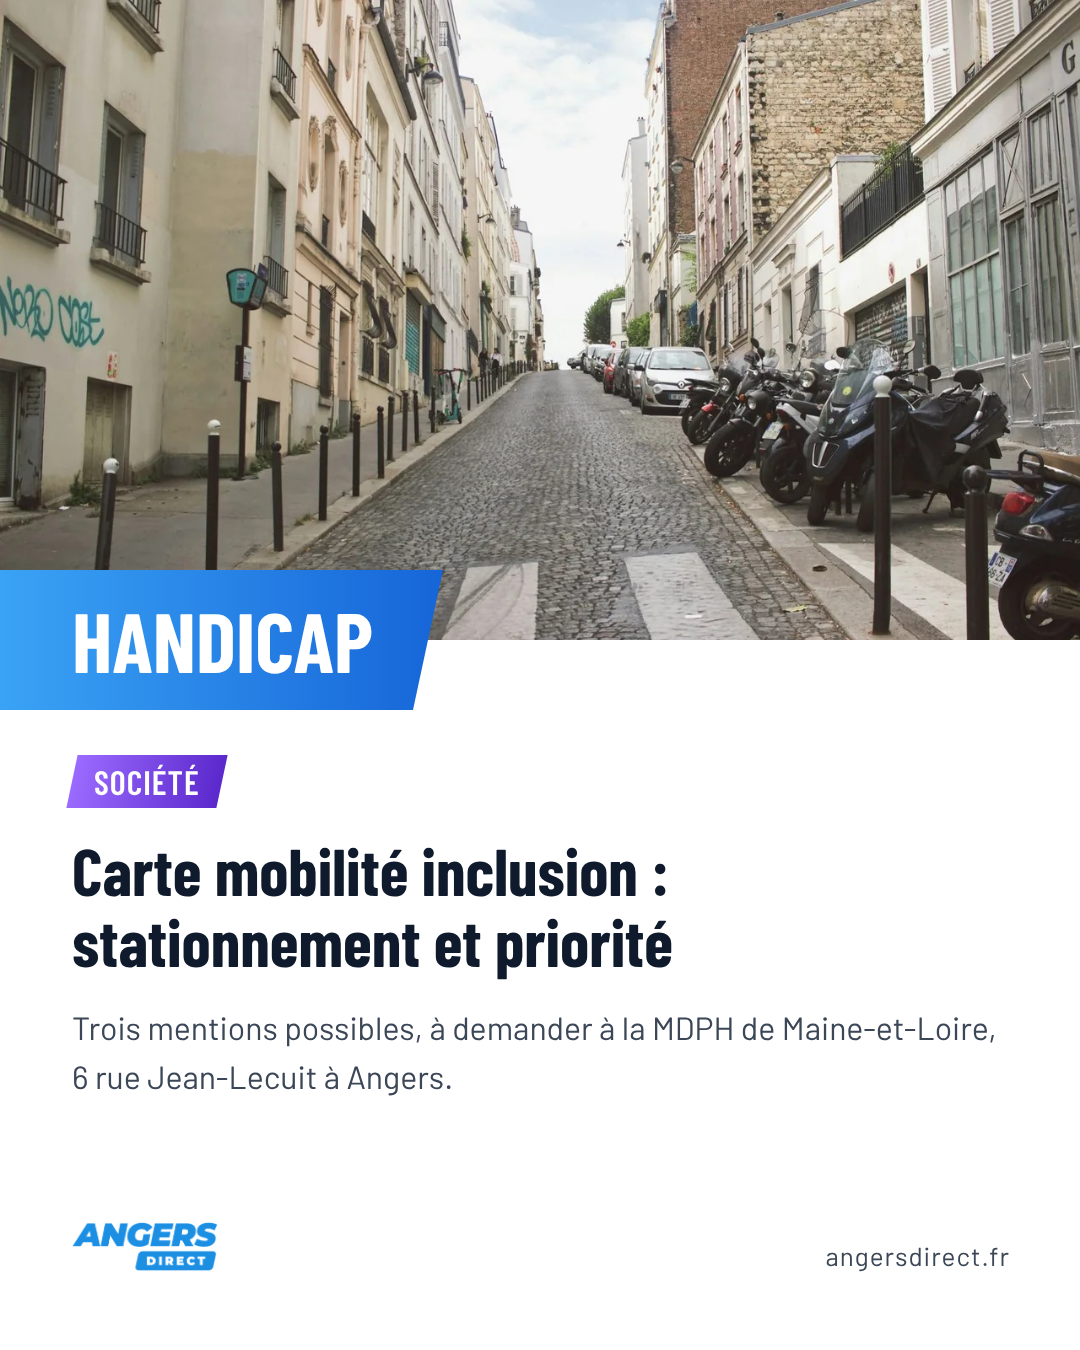 G
HANDICAP
SOCIÉTÉ
Carte mobilité inclusion :
stationnement et priorité
Trois mentions possibles, à demander à la MDPH de Maine-et-Loire,
6 rue Jean-Lecuit à Angers.
ANGERS
DIRECT
angersdirect.fr